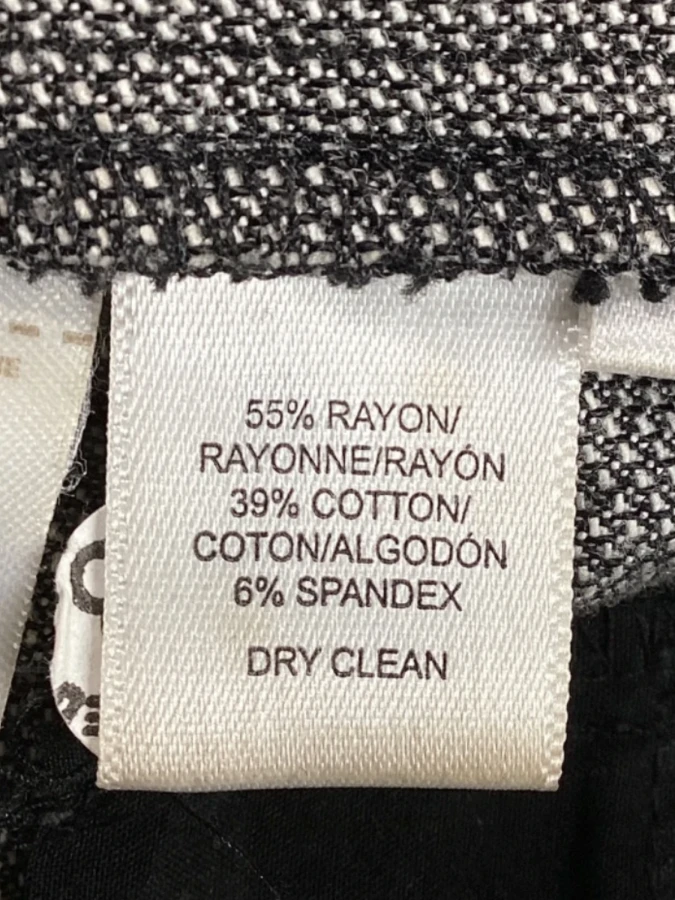 55% RAYON/
RAYONNE/RAYÓN
39% COTTON/
COTON/ALGODÓN
6% SPANDEX
DRY CLEAN